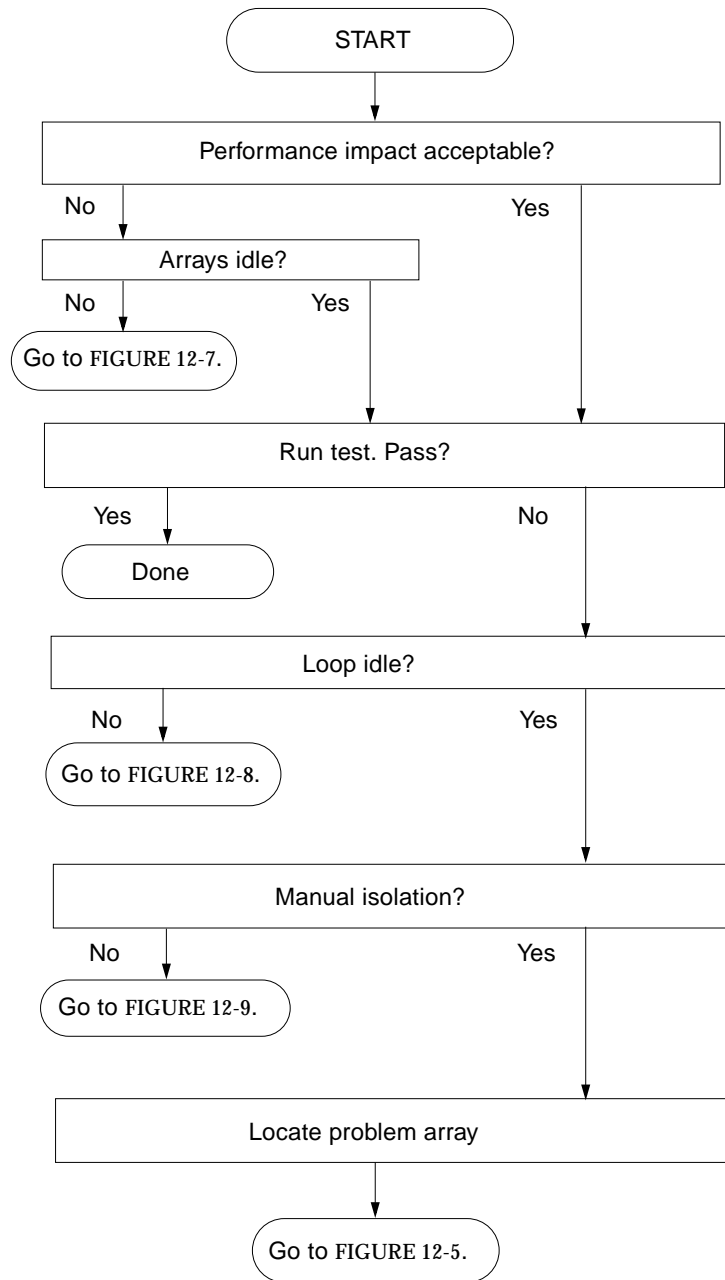 START
Performance impact acceptable?
No
Yes
Arrays idle?
No
Yes
Go to FIGURE 12-7.
Run test. Pass?
Yes
No
Done
Loop idle?
No
Yes
Go to FIGURE 12-8.
Manual isolation?
No
Yes
Go to FIGURE 12-9.
Locate problem array
Go to FIGURE 12-5.